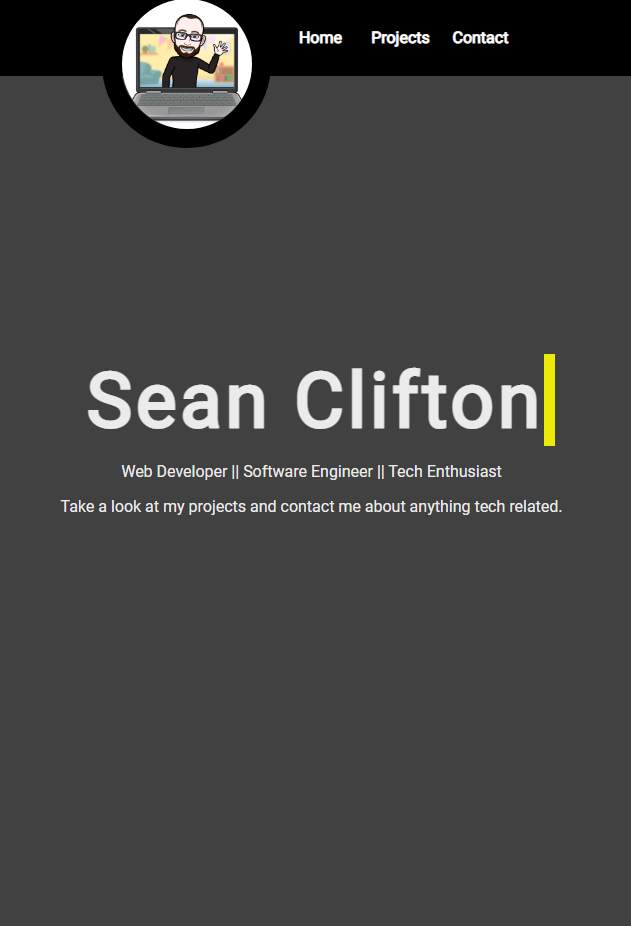 Home Projects Contact
Sean Clifton
Web Developer || Software Engineer || Tech Enthusiast
Take a look at my projects and contact me about anything tech related.